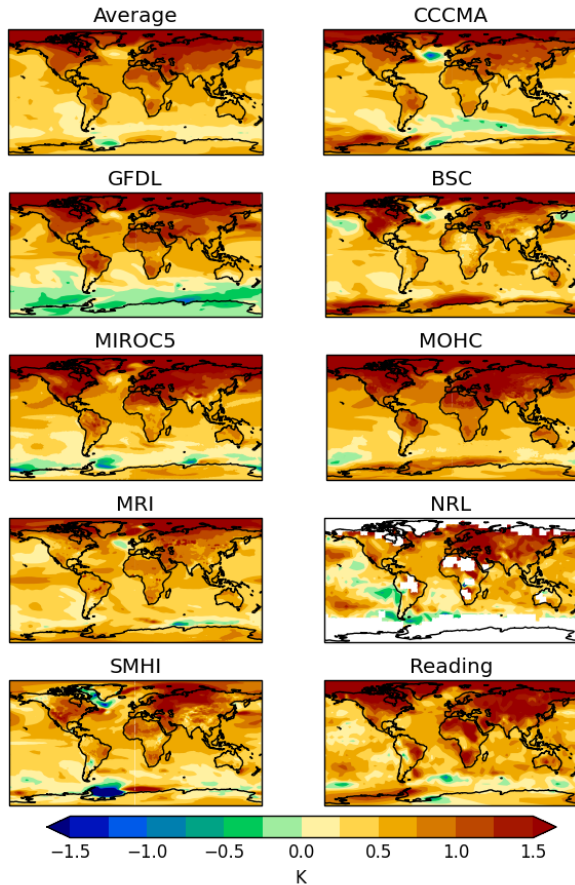 Average CCCMA
GFDL BSC
MIROC5 MOHC
MRI NRL
SMHI Reading
−1.5 −1.0 −0.5 0.0 0.5 1.0 1.5
K